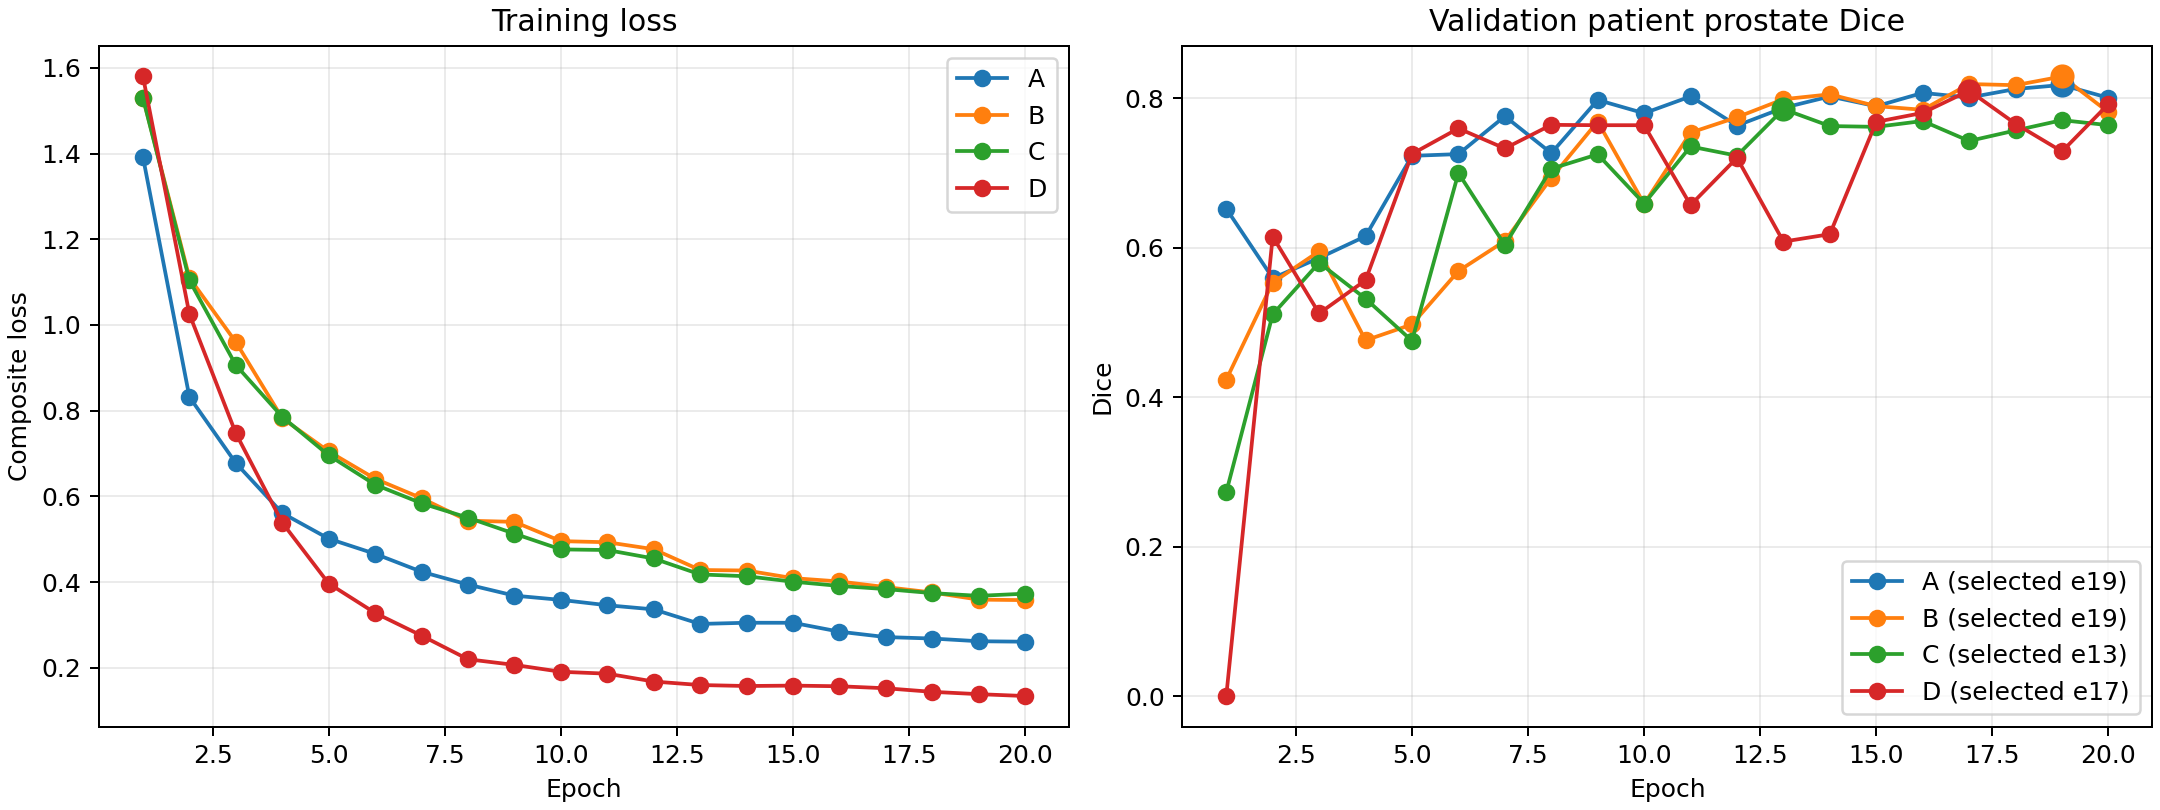 Training loss
Composite loss
1.6
1.4
1.2
1.0
0.8
0.6
0.4
0.2
2.5 5.0 7.5 10.0 12.5 15.0 17.5 20.0
Epoch
A
B
C
D
Validation patient prostate Dice
Dice
0.8
0.6
0.4
0.2
0.0
2.5 5.0 7.5 10.0 12.5 15.0 17.5 20.0
Epoch
A (selected e19)
B (selected e19)
C (selected e13)
D (selected e17)